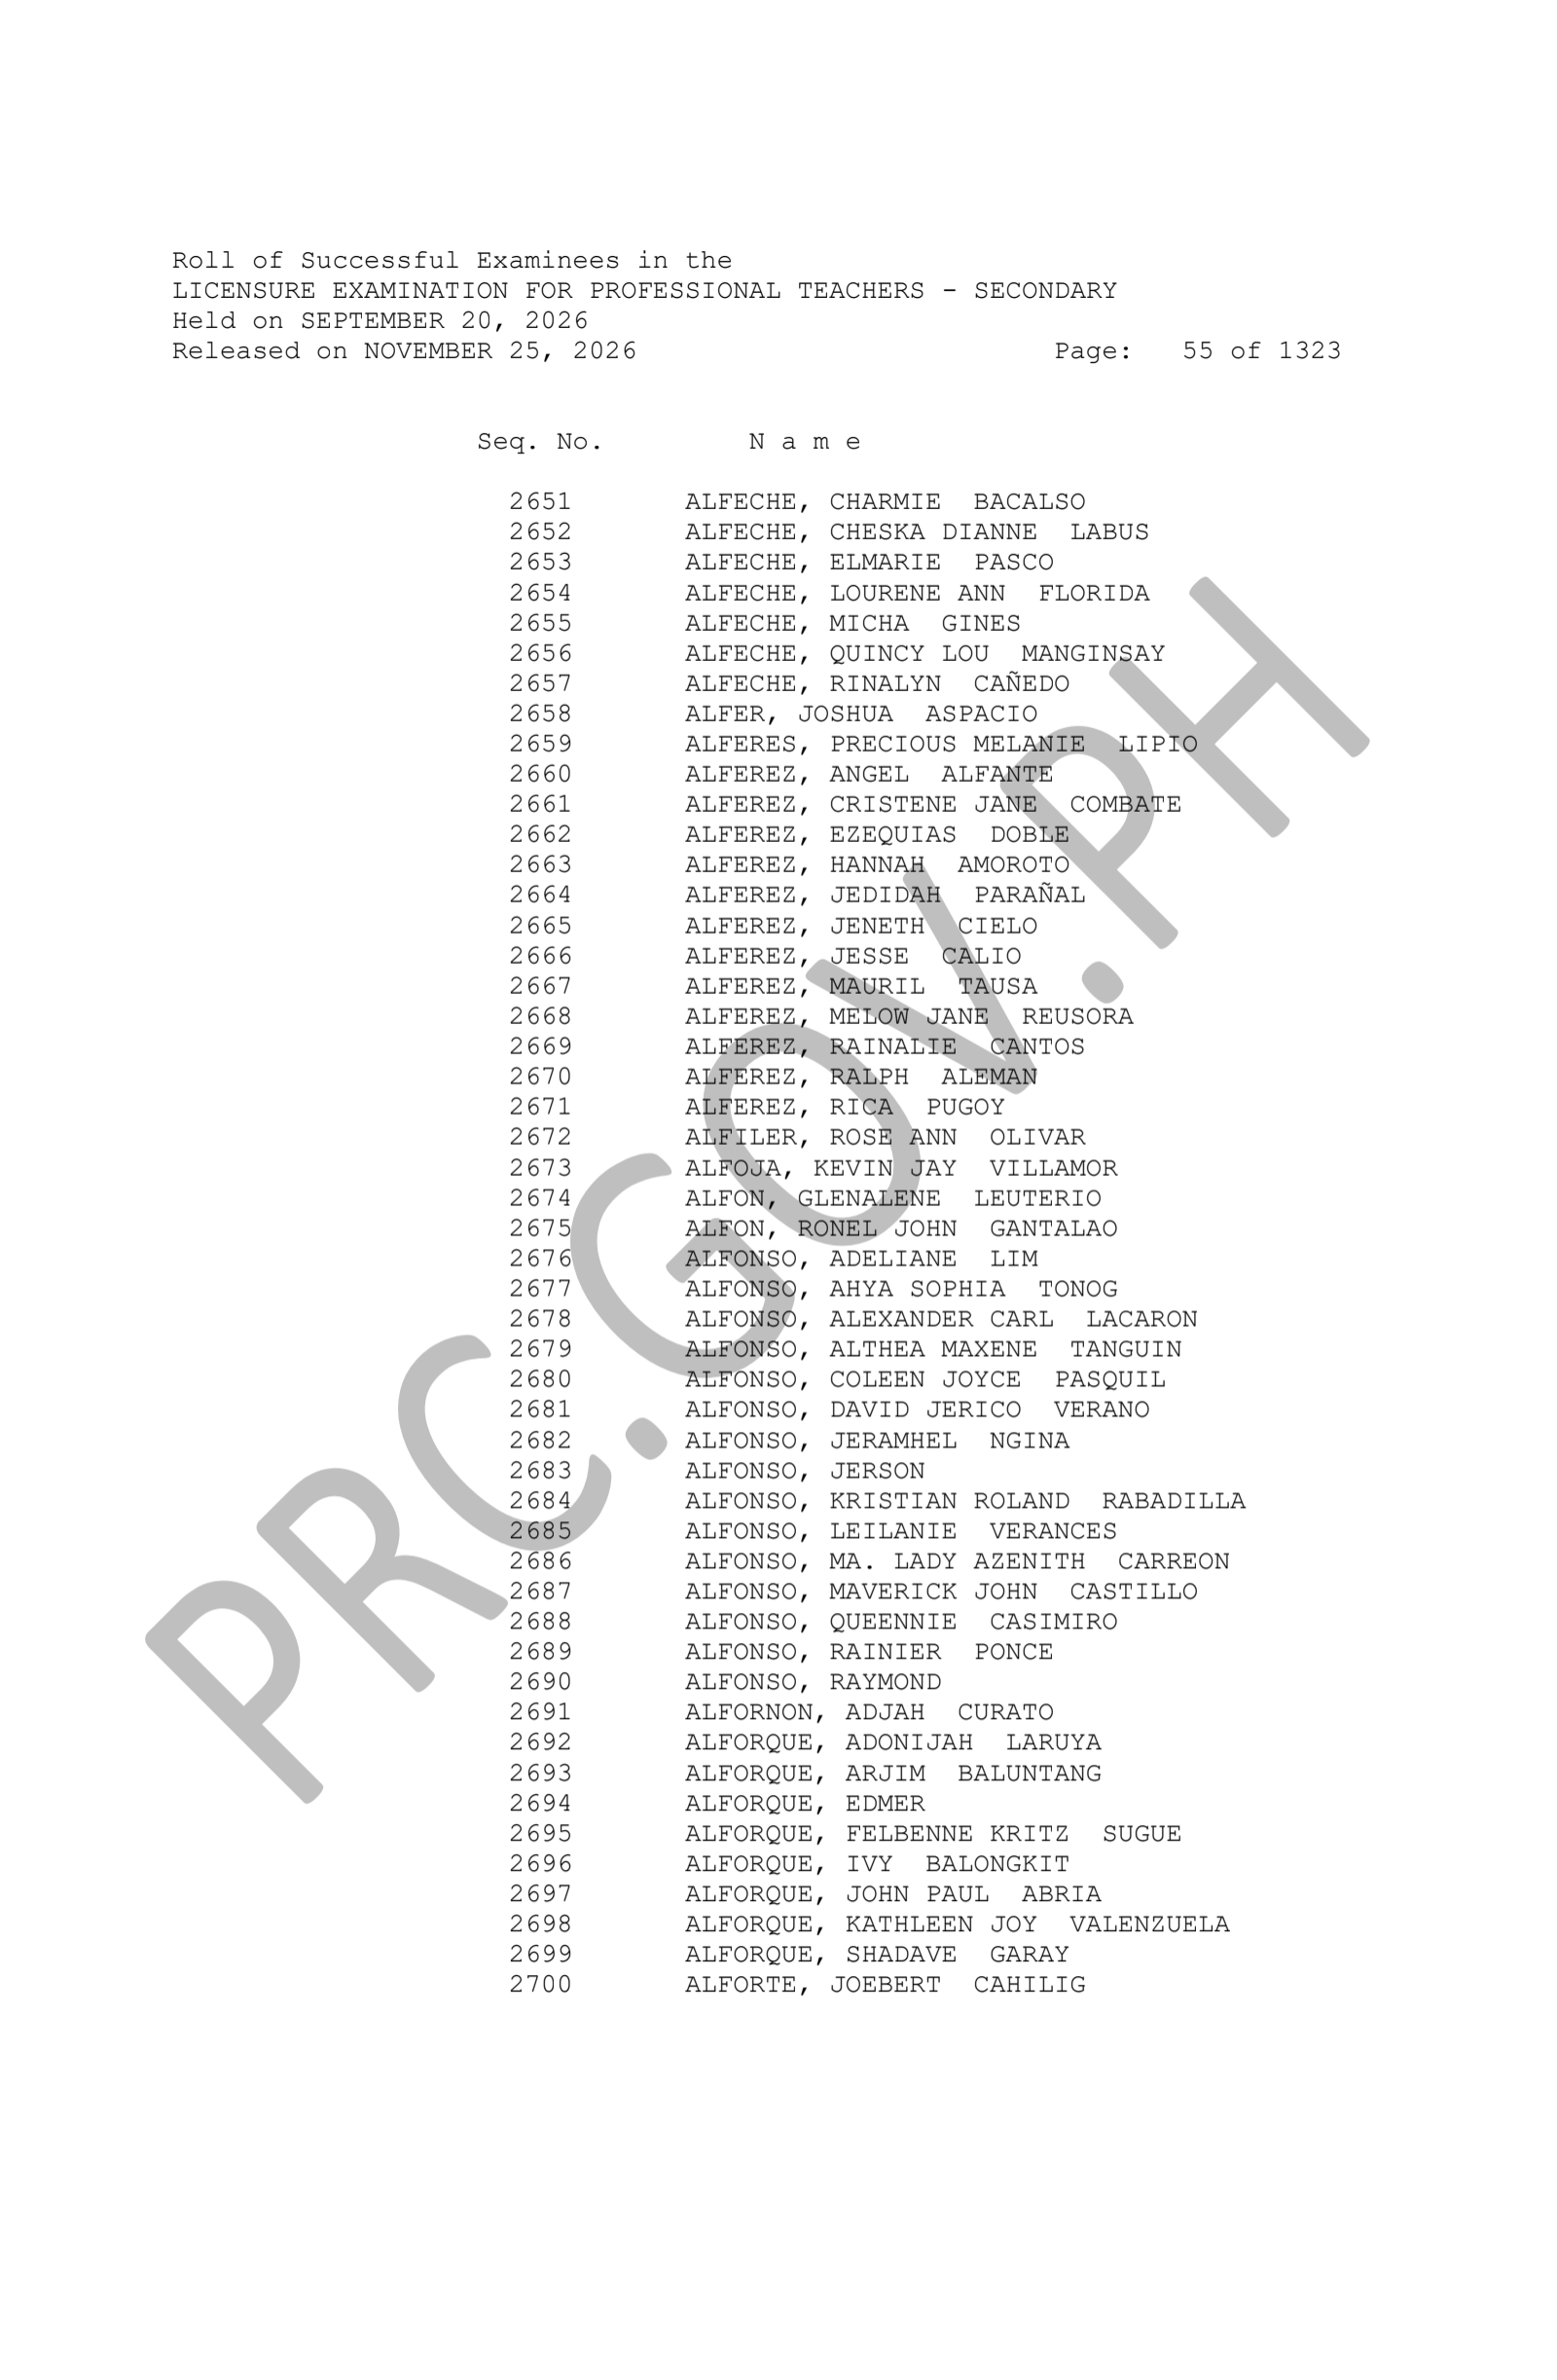 Roll of Successful Examinees in the
LICENSURE EXAMINATION FOR PROFESSIONAL TEACHERS - SECONDARY
Held on SEPTEMBER 20, 2026
Released on NOVEMBER 25, 2026 Page: 55 of 1323
Seq. No. N a m e
2651 ALFECHE, CHARMIE BACALSO
2652 ALFECHE, CHESKA DIANNE LABUS
2653 ALFECHE, ELMARIE PASCO
2654 ALFECHE, LOURENE ANN FLORIDA
2655 ALFECHE, MICHA GINES
2656 ALFECHE, QUINCY LOU MANGINSAY
2657 ALFECHE, RINALYN CAÑEDO
2658 ALFER, JOSHUA ASPACIO
2659 ALFERES, PRECIOUS MELANIE LIPIO
2660 ALFEREZ, ANGEL ALFANTE
2661 ALFEREZ, CRISTENE JANE COMBATE
2662 ALFEREZ, EZEQUIAS DOBLE
2663 ALFEREZ, HANNAH AMOROTO
2664 ALFEREZ, JEDIDAH PARAÑAL
2665 ALFEREZ, JENETH CIELO
2666 ALFEREZ, JESSE CALIO
2667 ALFEREZ, MAURIL TAUSA
2668 ALFEREZ, MELOW JANE REUSORA
2669 ALFEREZ, RAINALIE CANTOS
2670 ALFEREZ, RALPH ALEMAN
2671 ALFEREZ, RICA PUGOY
2672 ALFILER, ROSE ANN OLIVAR
2673 ALFOJA, KEVIN JAY VILLAMOR
2674 ALFON, GLENALENE LEUTERIO
2675 ALFON, RONEL JOHN GANTALAO
2676 ALFONSO, ADELIANE LIM
2677 ALFONSO, AHYA SOPHIA TONOG
2678 ALFONSO, ALEXANDER CARL LACARON
2679 ALFONSO, ALTHEA MAXENE TANGUIN
2680 ALFONSO, COLEEN JOYCE PASQUIL
2681 ALFONSO, DAVID JERICO VERANO
2682 ALFONSO, JERAMHEL NGINA
2683 ALFONSO, JERSON
2684 ALFONSO, KRISTIAN ROLAND RABADILLA
2685 ALFONSO, LEILANIE VERANCES
2686 ALFONSO, MA. LADY AZENITH CARREON
2687 ALFONSO, MAVERICK JOHN CASTILLO
2688 ALFONSO, QUEENNIE CASIMIRO
2689 ALFONSO, RAINIER PONCE
2690 ALFONSO, RAYMOND
2691 ALFORNON, ADJAH CURATO
2692 ALFORQUE, ADONIJAH LARUYA
2693 ALFORQUE, ARJIM BALUNTANG
2694 ALFORQUE, EDMER
2695 ALFORQUE, FELBENNE KRITZ SUGUE
2696 ALFORQUE, IVY BALONGKIT
2697 ALFORQUE, JOHN PAUL ABRIA
2698 ALFORQUE, KATHLEEN JOY VALENZUELA
2699 ALFORQUE, SHADAVE GARAY
2700 ALFORTE, JOEBERT CAHILIG
PRC.GOV.PH